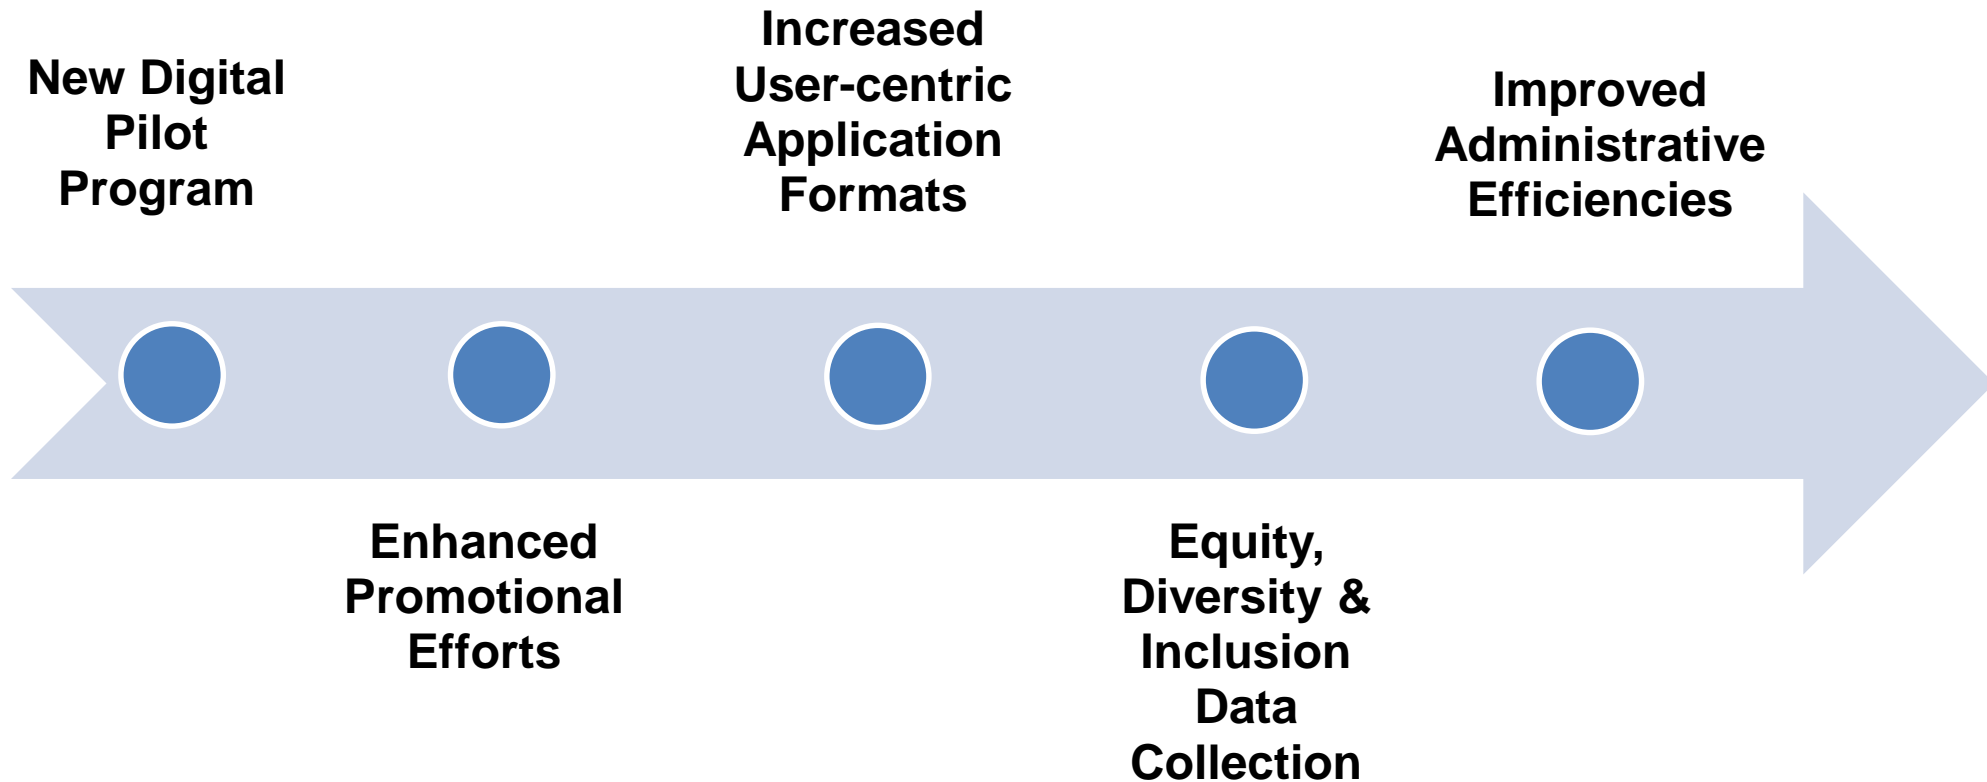 New Digital
Pilot
Program
Enhanced
Promotional
Efforts
Increased
User-centric
Application
Formats
Equity,
Diversity &
Inclusion
Data
Collection
Improved
Administrative
Efficiencies